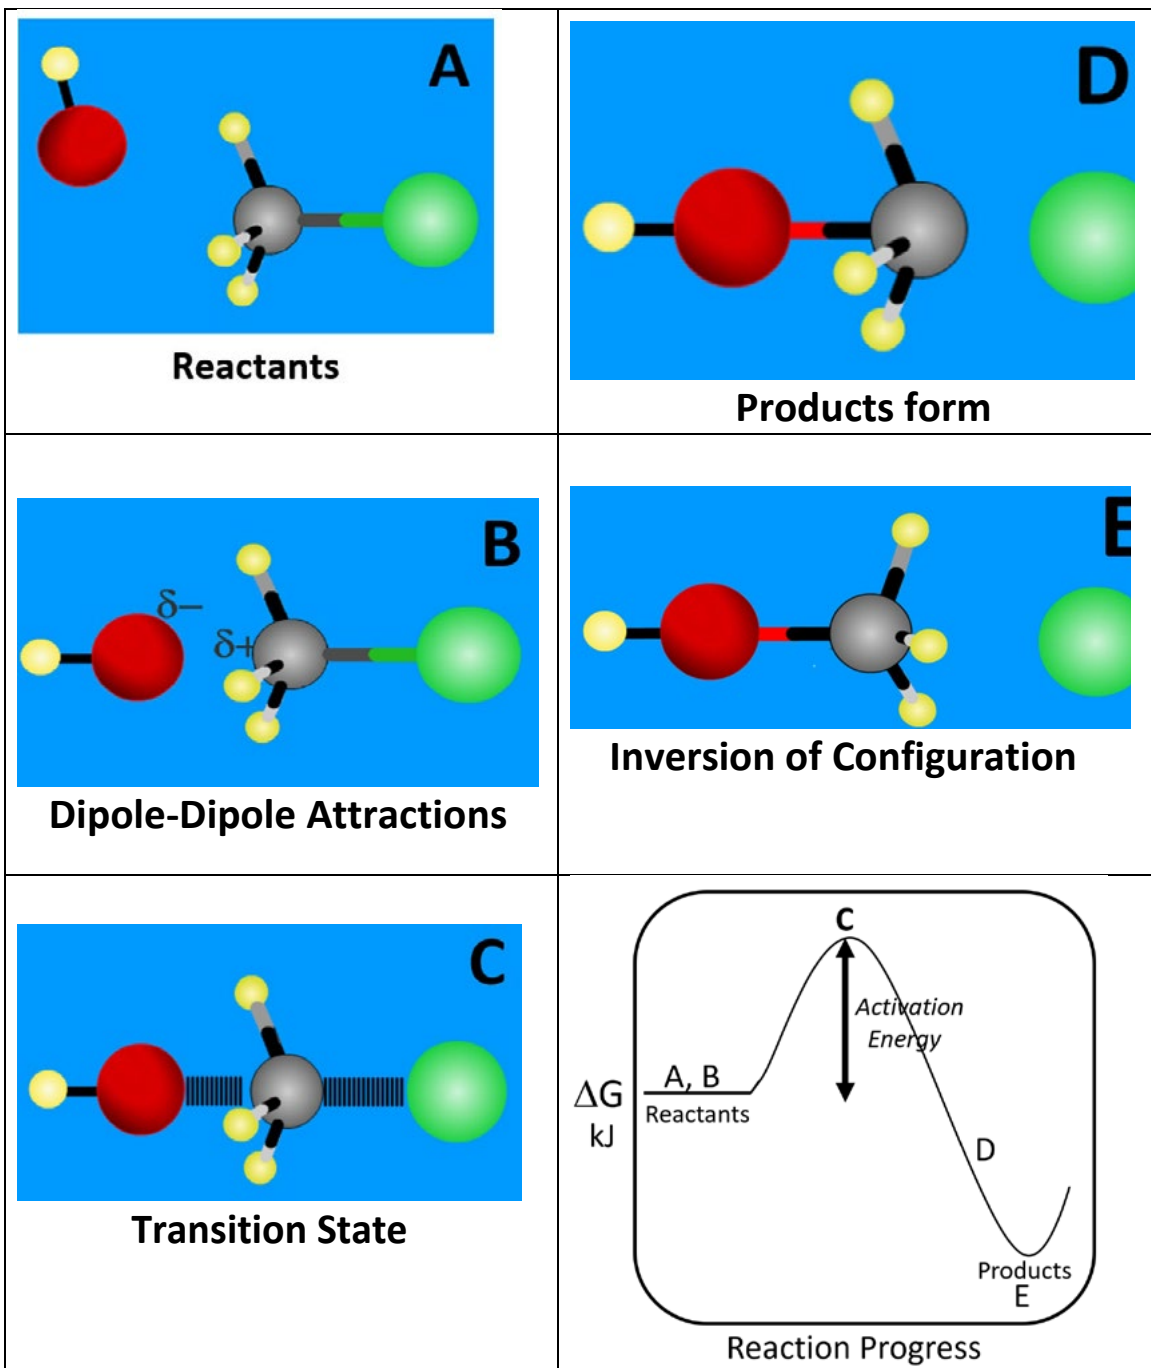 A
Reactants
D
Products form
B
δ−
δ+
Dipole-Dipole Attractions
E
Inversion of Configuration
C
Transition State
C
Activation
Energy
A, B
Reactants
ΔG
kJ
D
Products
E
Reaction Progress